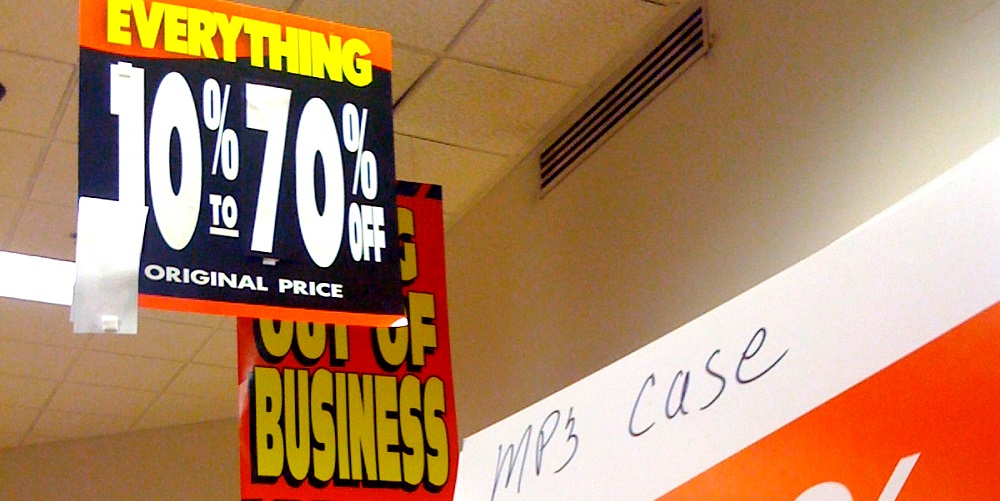 EVERYTHING
10% TO 70% OFF
ORIGINAL PRICE
G
OUT OF
BUSINESS
MP3 case
%